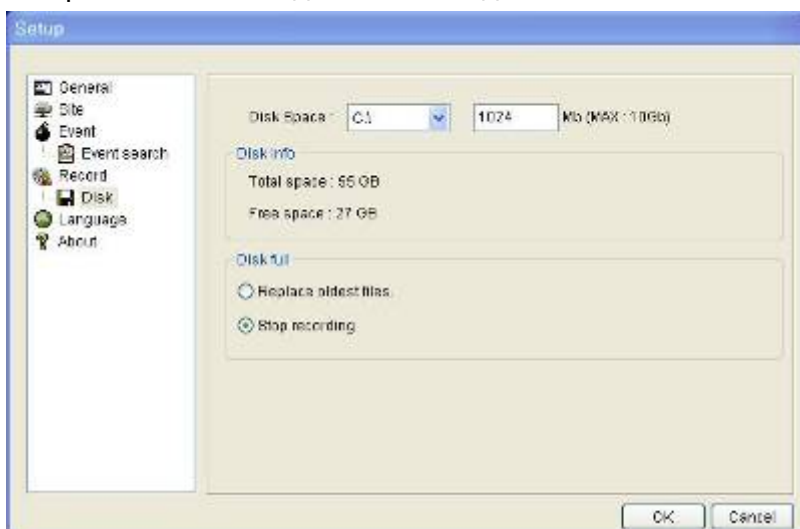 Setup
General
Site
Event
Event search
Record
Disk
Language
About
Disk Space : C:\ 1024 Mb (MAX : 10Gb)
Disk info
Total space : 55 GB
Free space : 27 GB
Disk full
Replace oldest files.
Stop recording
OK Cancel